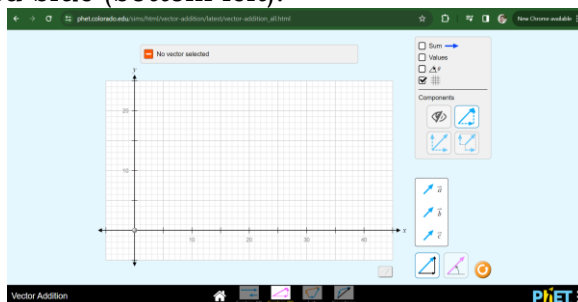 d side (bottom left).
phet.colorado.edu/sims/html/vector-addition/latest/vector-addition_all.html
New Chrome available
No vector selected
Sum
Values
Components
y
20
10
10
20
30
40
x
a
b
c
Vector Addition
PhET